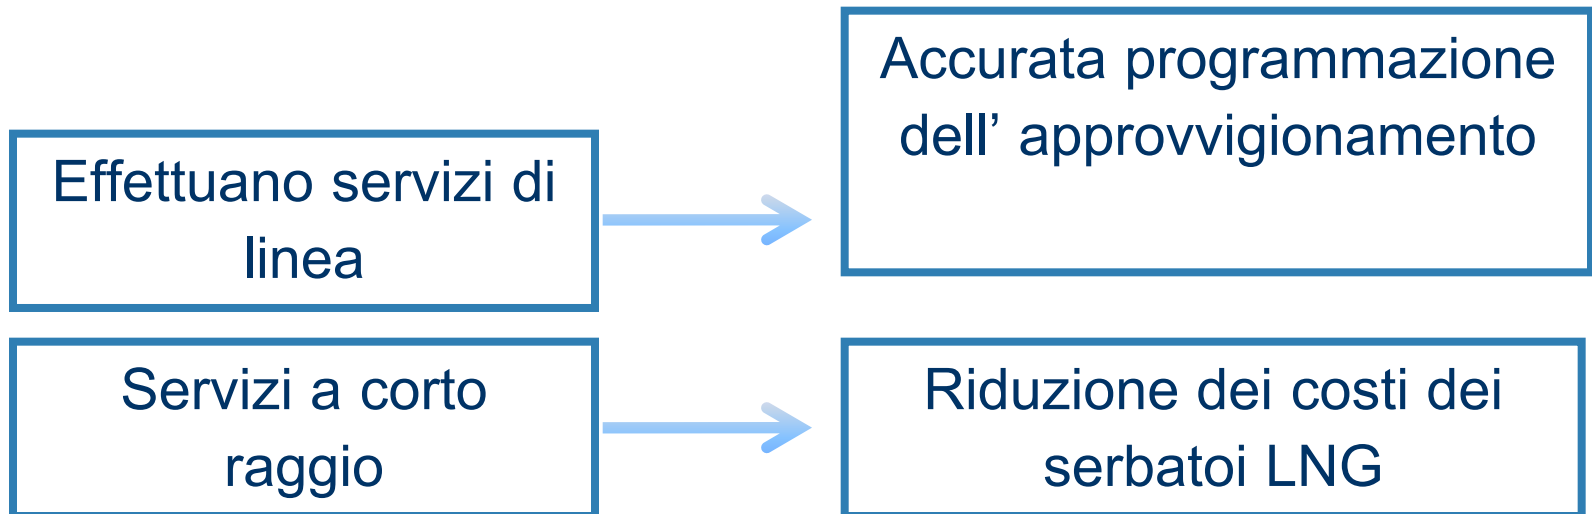 Effettuano servizi di
linea
Accurata programmazione
dell’ approvvigionamento
Servizi a corto
raggio
Riduzione dei costi dei
serbatoi LNG